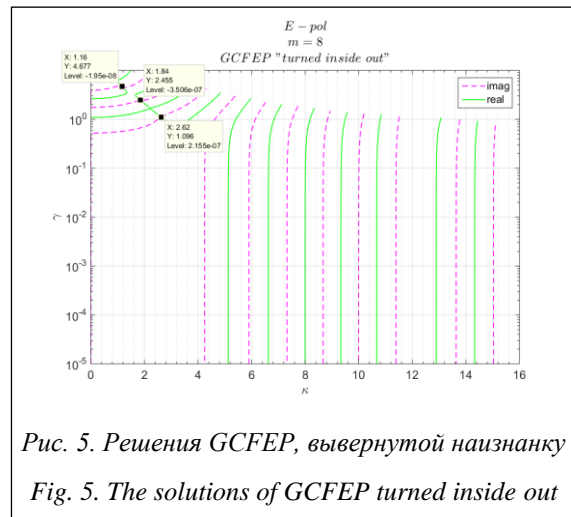 E − pol
m = 8
GCFEP "turned inside out"
X: 1.16
Y: 4.677
Level: -1.95e-08
X: 1.84
Y: 2.455
Level: -3.506e-07
X: 2.62
Y: 1.096
Level: 2.155e-07
imag
real
10^0
10^-1
10^-2
10^-3
10^-4
10^-5
γ
0 2 4 6 8 10 12 14 16
κ
Рис. 5. Решения GCFEP, вывернутой наизнанку
Fig. 5. The solutions of GCFEP turned inside out